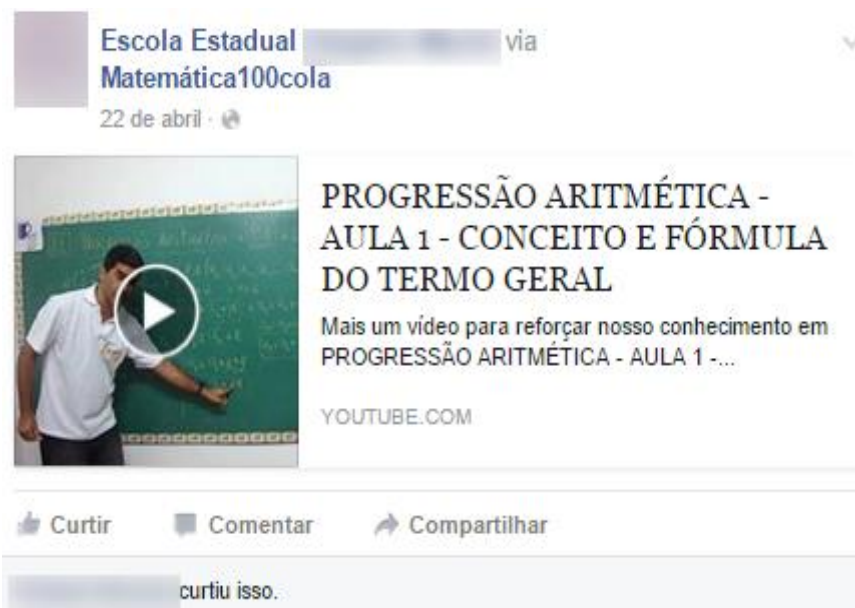 Escola Estadual via
Matemática100cola
22 de abril ·
PROGRESSÃO ARITMÉTICA -
AULA 1 - CONCEITO E FÓRMULA
DO TERMO GERAL
Mais um vídeo para reforçar nosso conhecimento em
PROGRESSÃO ARITMÉTICA - AULA 1 -...
YOUTUBE.COM
Curtir Comentar Compartilhar
curtiu isso.